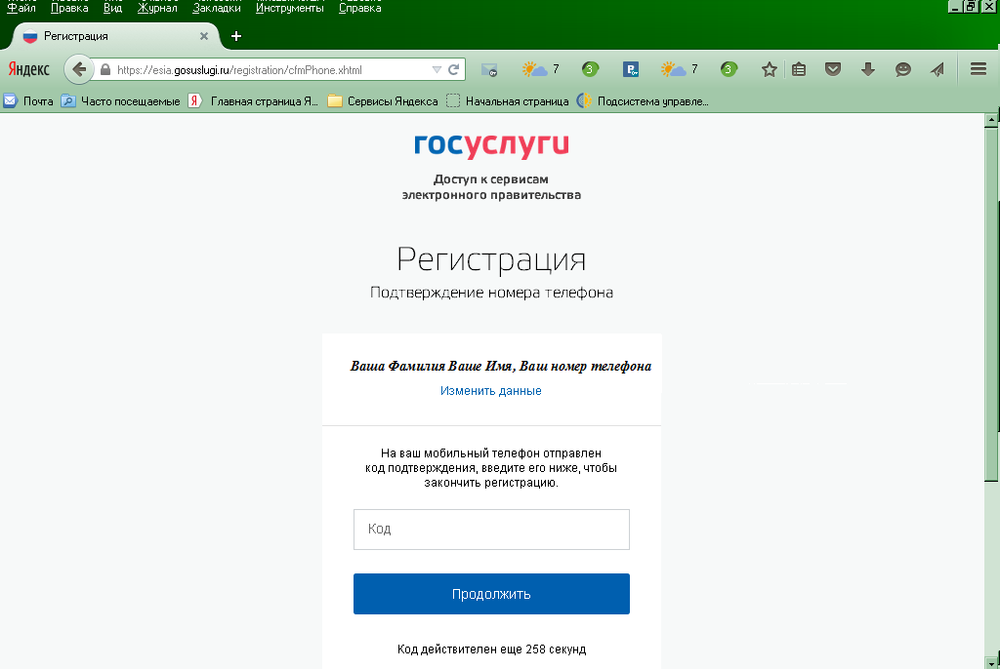 Файл Правка Вид Журнал Закладки Инструменты Справка
Регистрация
Яндекс
https://esia.gosuslugi.ru/registration/cfmPhone.xhtml
7 3 7 3
Почта Часто посещаемые Главная страница Я... Сервисы Яндекса Начальная страница Подсистема управле...
госуслуги
Доступ к сервисам
электронного правительства
Регистрация
Подтверждение номера телефона
Ваша Фамилия Ваше Имя, Ваш номер телефона
Изменить данные
На ваш мобильный телефон отправлен
код подтверждения, введите его ниже, чтобы
закончить регистрацию.
Код
Продолжить
Код действителен еще 258 секунд